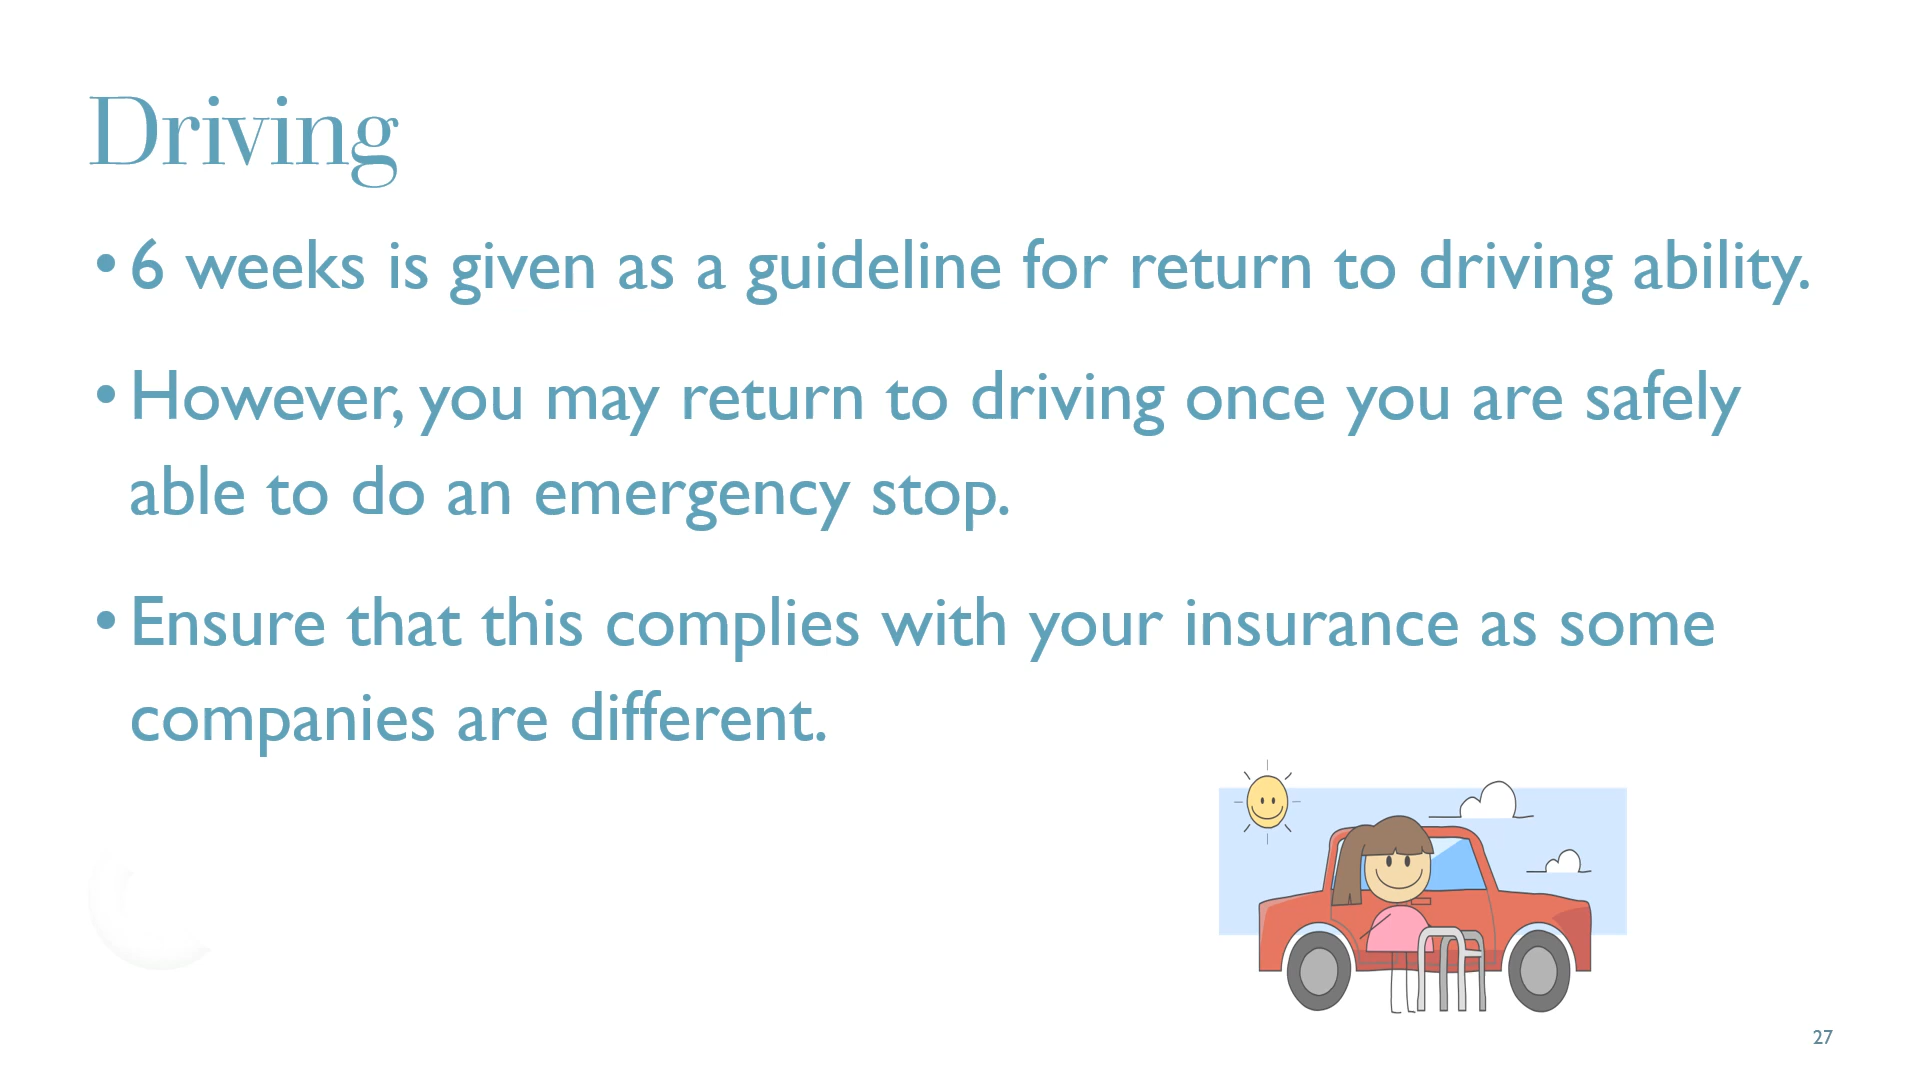 Driving
• 6 weeks is given as a guideline for return to driving ability.
• However, you may return to driving once you are safely
able to do an emergency stop.
• Ensure that this complies with your insurance as some
companies are different.
27